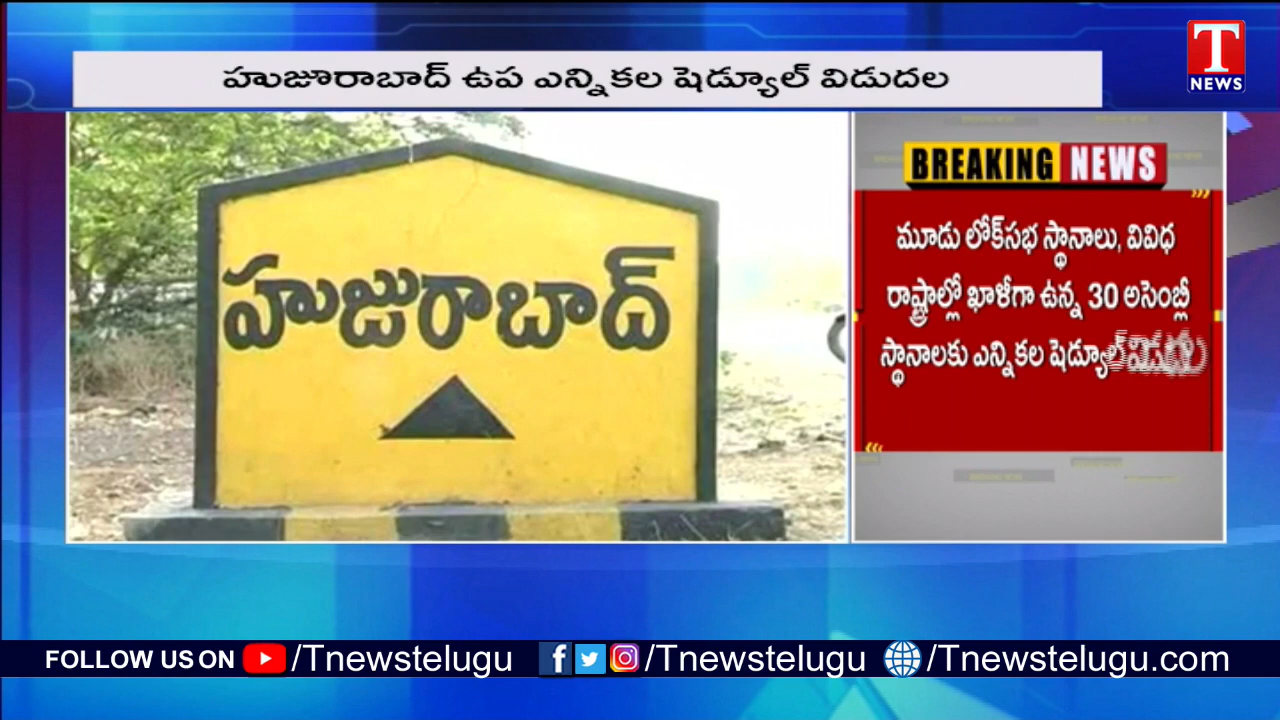 హుజూరాబాద్ ఉప ఎన్నికల షెడ్యూల్ విడుదల
T
NEWS
BREAKING NEWS
హుజురాబాద్
మూడు లోక్‌సభ స్థానాలు, వివిధ
రాష్ట్రాల్లో ఖాళీగా ఉన్న 30 అసెంబ్లీ
స్థానాలకు ఎన్నికల షెడ్యూల్
FOLLOW US ON /Tnewstelugu /Tnewstelugu /Tnewstelugu.com